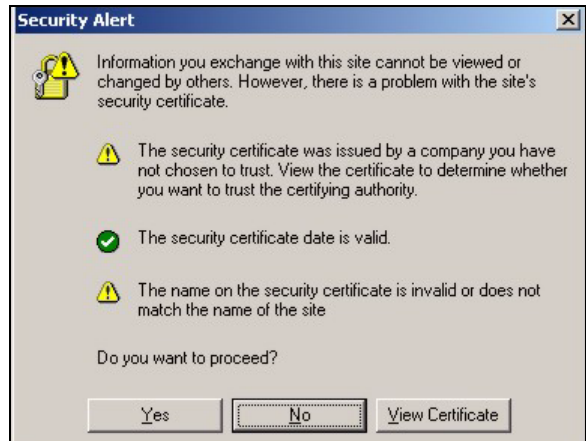 Security Alert
Information you exchange with this site cannot be viewed or
changed by others. However, there is a problem with the site's
security certificate.
The security certificate was issued by a company you have
not chosen to trust. View the certificate to determine whether
you want to trust the certifying authority.
The security certificate date is valid.
The name on the security certificate is invalid or does not
match the name of the site
Do you want to proceed?
Yes No View Certificate